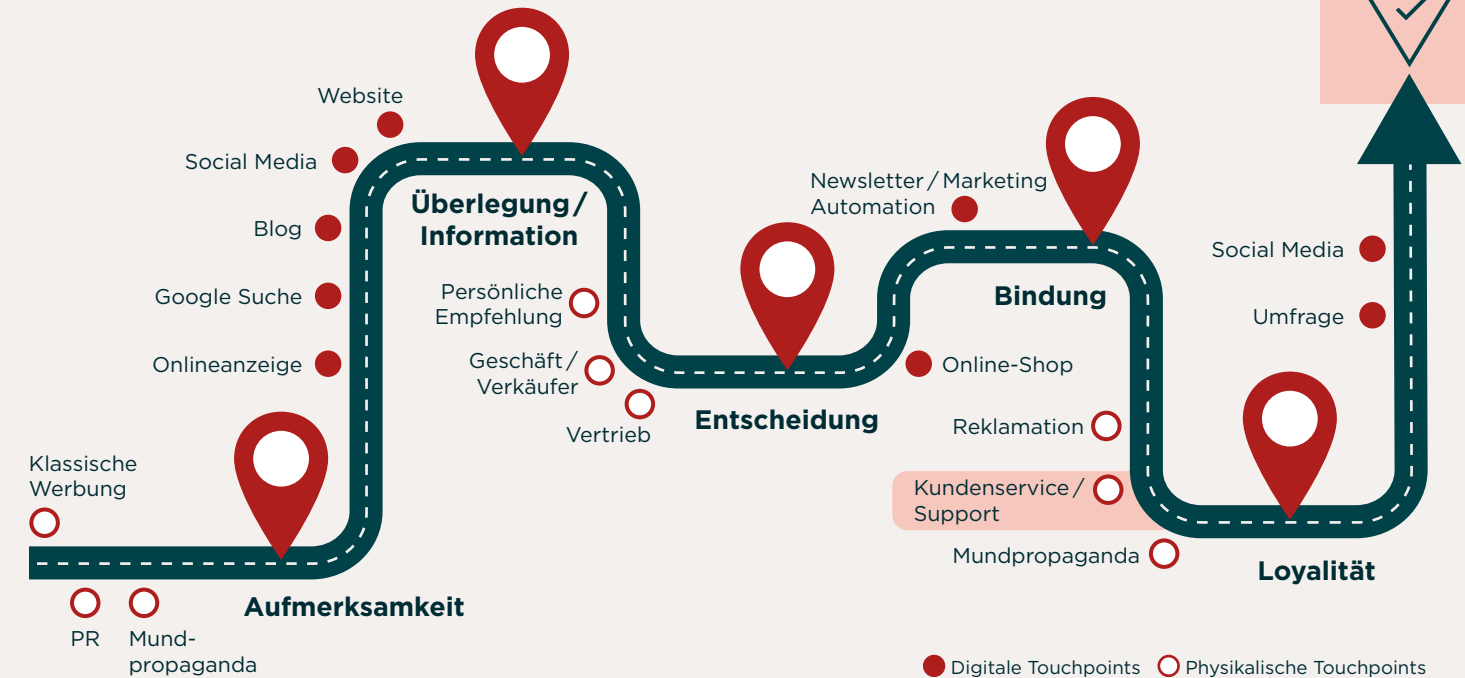 Website
Social Media
Blog
Google Suche
Onlineanzeige
Klassische
Werbung
PR
Mund-
propaganda
Aufmerksamkeit
Überlegung /
Information
Persönliche
Empfehlung
Geschäft /
Verkäufer
Vertrieb
Entscheidung
Newsletter / Marketing
Automation
Online-Shop
Bindung
Reklamation
Kundenservice /
Support
Mundpropaganda
Loyalität
Social Media
Umfrage
Digitale Touchpoints
Physikalische Touchpoints